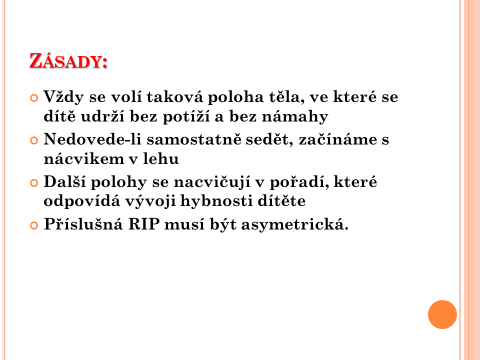 ZÁSADY:
Vždy se volí taková poloha těla, ve které se
dítě udrží bez potíží a bez námahy
Nedovede-li samostatně sedět, začínáme s
nácvikem v lehu
Další polohy se nacvičují v pořadí, které
odpovídá vývoji hybnosti dítěte
Příslušná RIP musí být asymetrická.